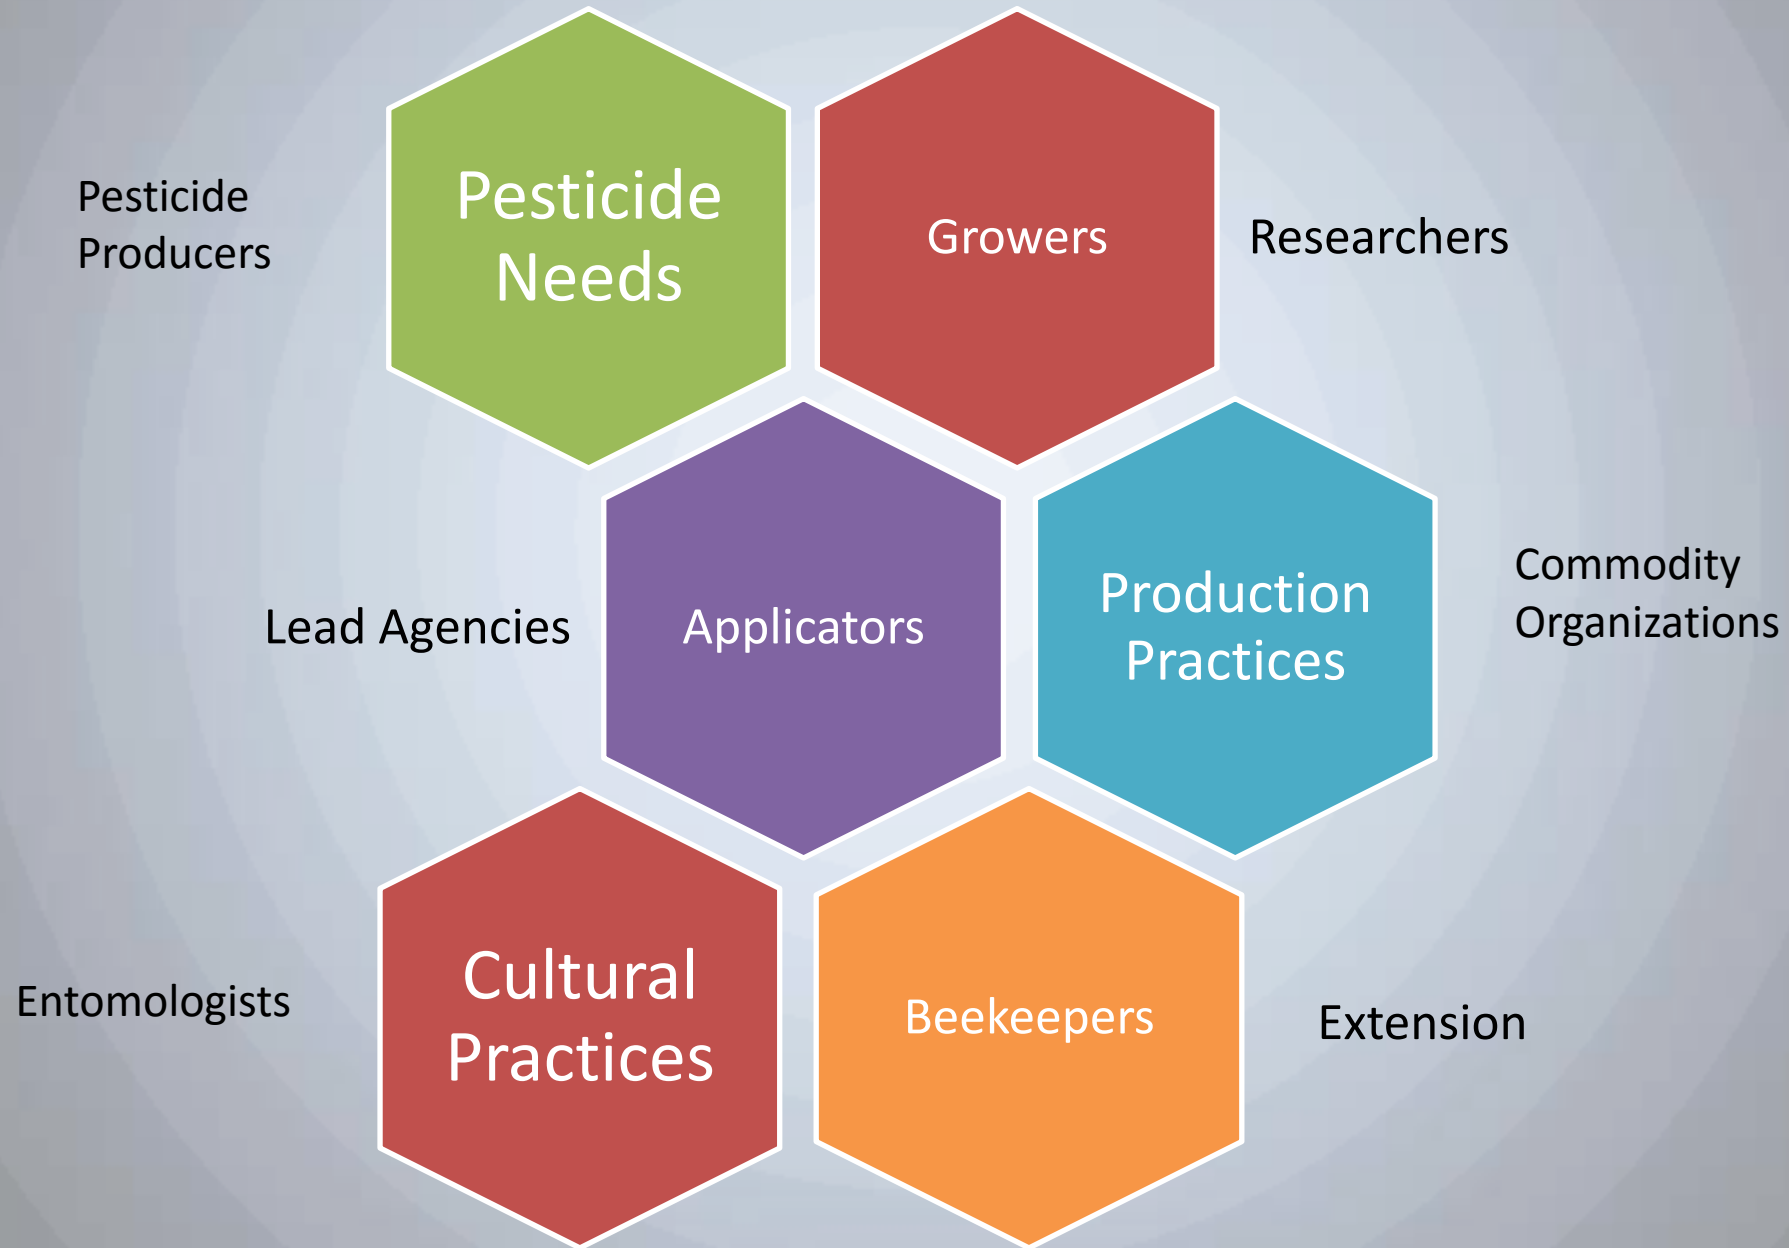 Pesticide
Producers
Pesticide
Needs
Growers
Researchers
Lead Agencies
Applicators
Production
Practices
Commodity
Organizations
Entomologists
Cultural
Practices
Beekeepers
Extension